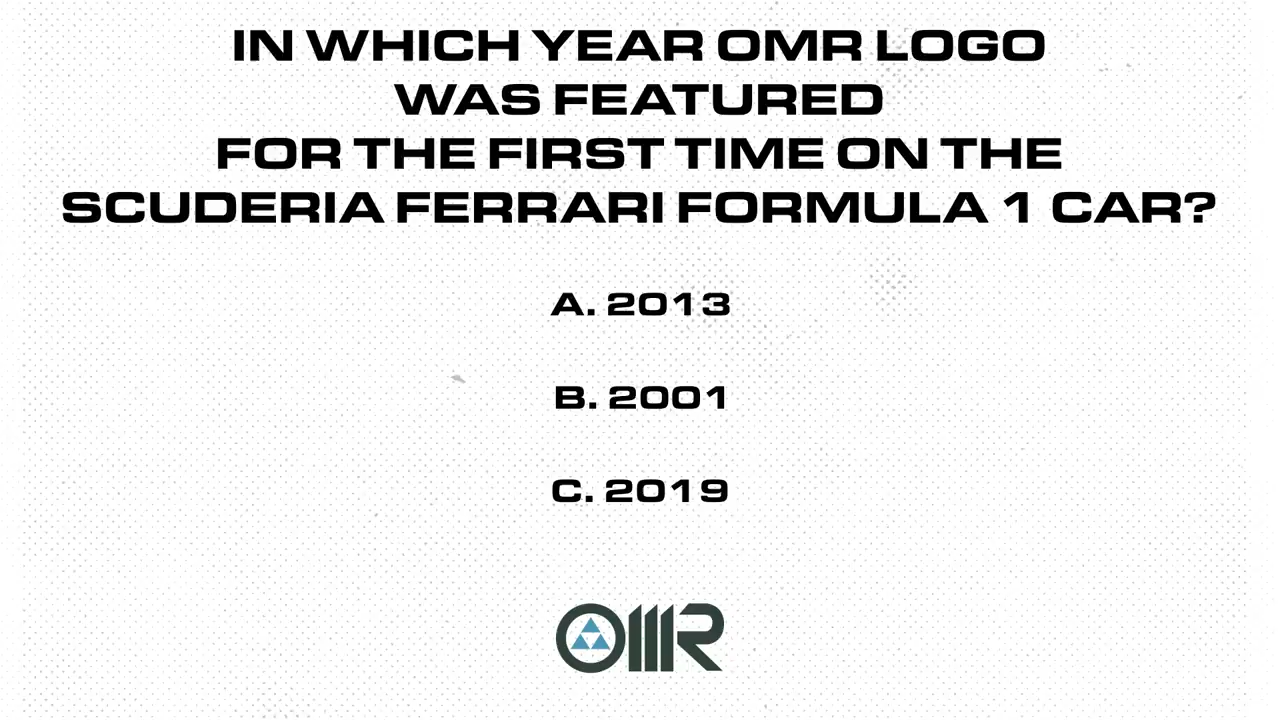 IN WHICH YEAR OMR LOGO
WAS FEATURED
FOR THE FIRST TIME ON THE
SCUDERIA FERRARI FORMULA 1 CAR?
A. 2013
B. 2001
C. 2019
OMR